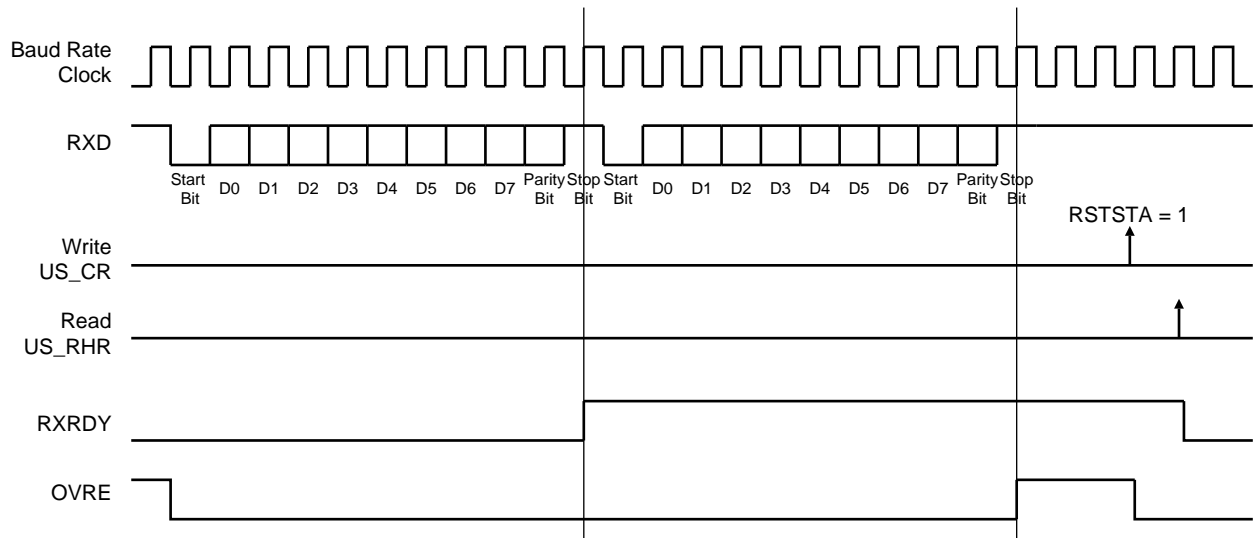 Baud Rate
Clock
RXD
Start
Bit
D0
D1
D2
D3
D4
D5
D6
D7
Parity
Bit
Stop
Bit
Start
Bit
D0
D1
D2
D3
D4
D5
D6
D7
Parity
Bit
Stop
Bit
RSTSTA = 1
Write
US_CR
Read
US_RHR
RXRDY
OVRE